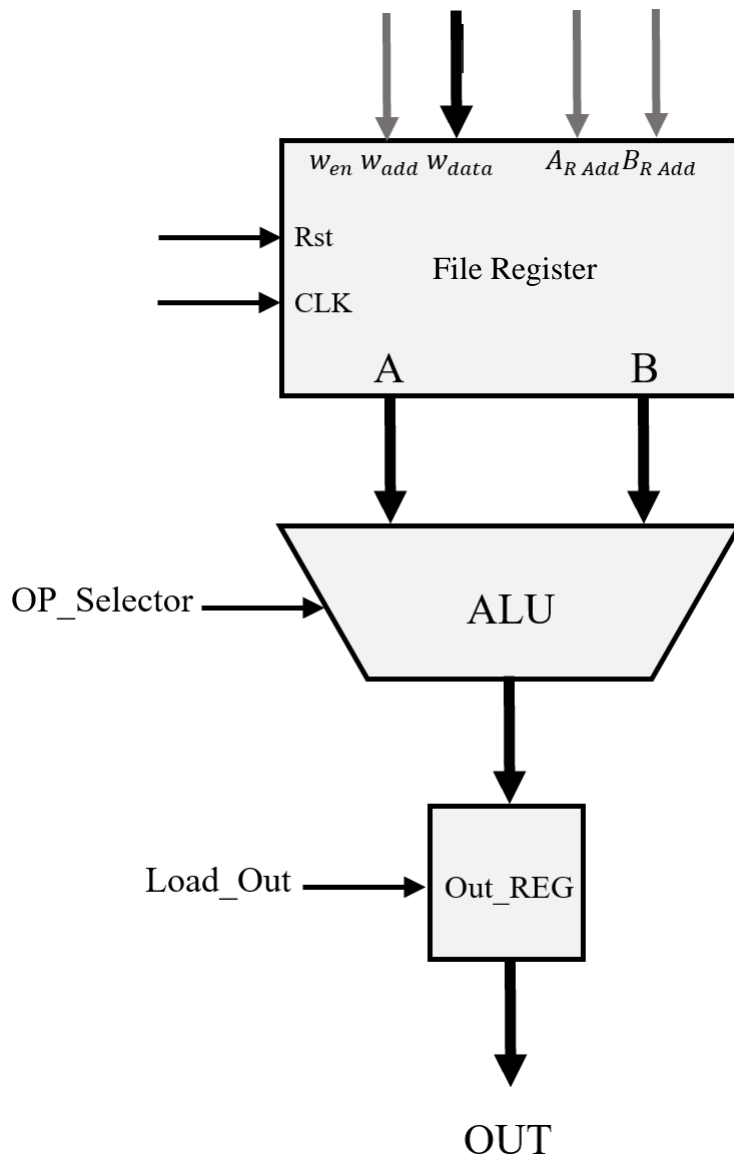 w_en w_add w_data A_R Add B_R Add
Rst
File Register
CLK
A B
OP_Selector
ALU
Load_Out
Out_REG
OUT